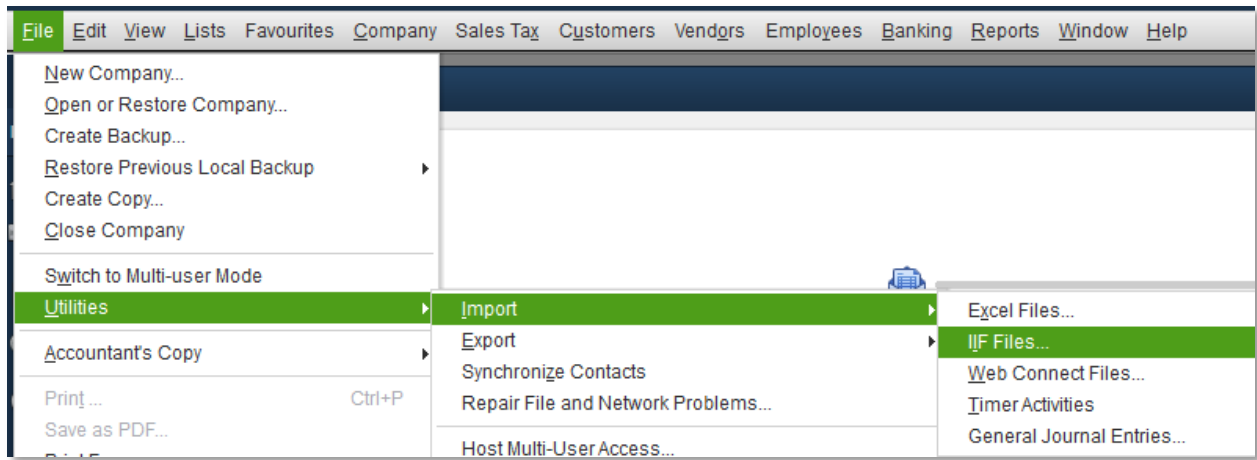 File Edit View Lists Favourites Company Sales Tax Customers Vendors Employees Banking Reports Window Help
New Company...
Open or Restore Company...
Create Backup...
Restore Previous Local Backup
Create Copy...
Close Company
Switch to Multi-user Mode
Utilities
Accountant's Copy
Print ... Ctrl+P
Save as PDF...
Import
Export
Synchronize Contacts
Repair File and Network Problems...
Host Multi-User Access...
Excel Files...
IIF Files...
Web Connect Files...
Timer Activities
General Journal Entries...